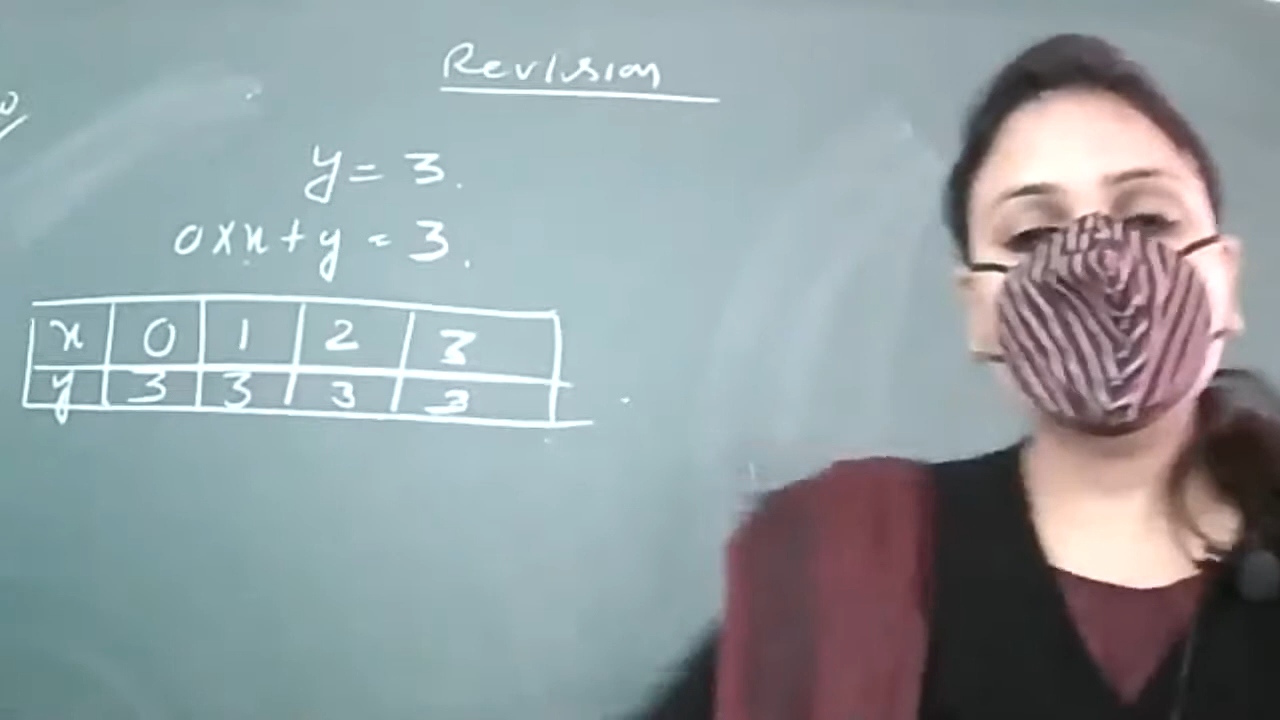 Revision
y = 3.
0×x + y = 3.
x 0 1 2 3
y 3 3 3 3